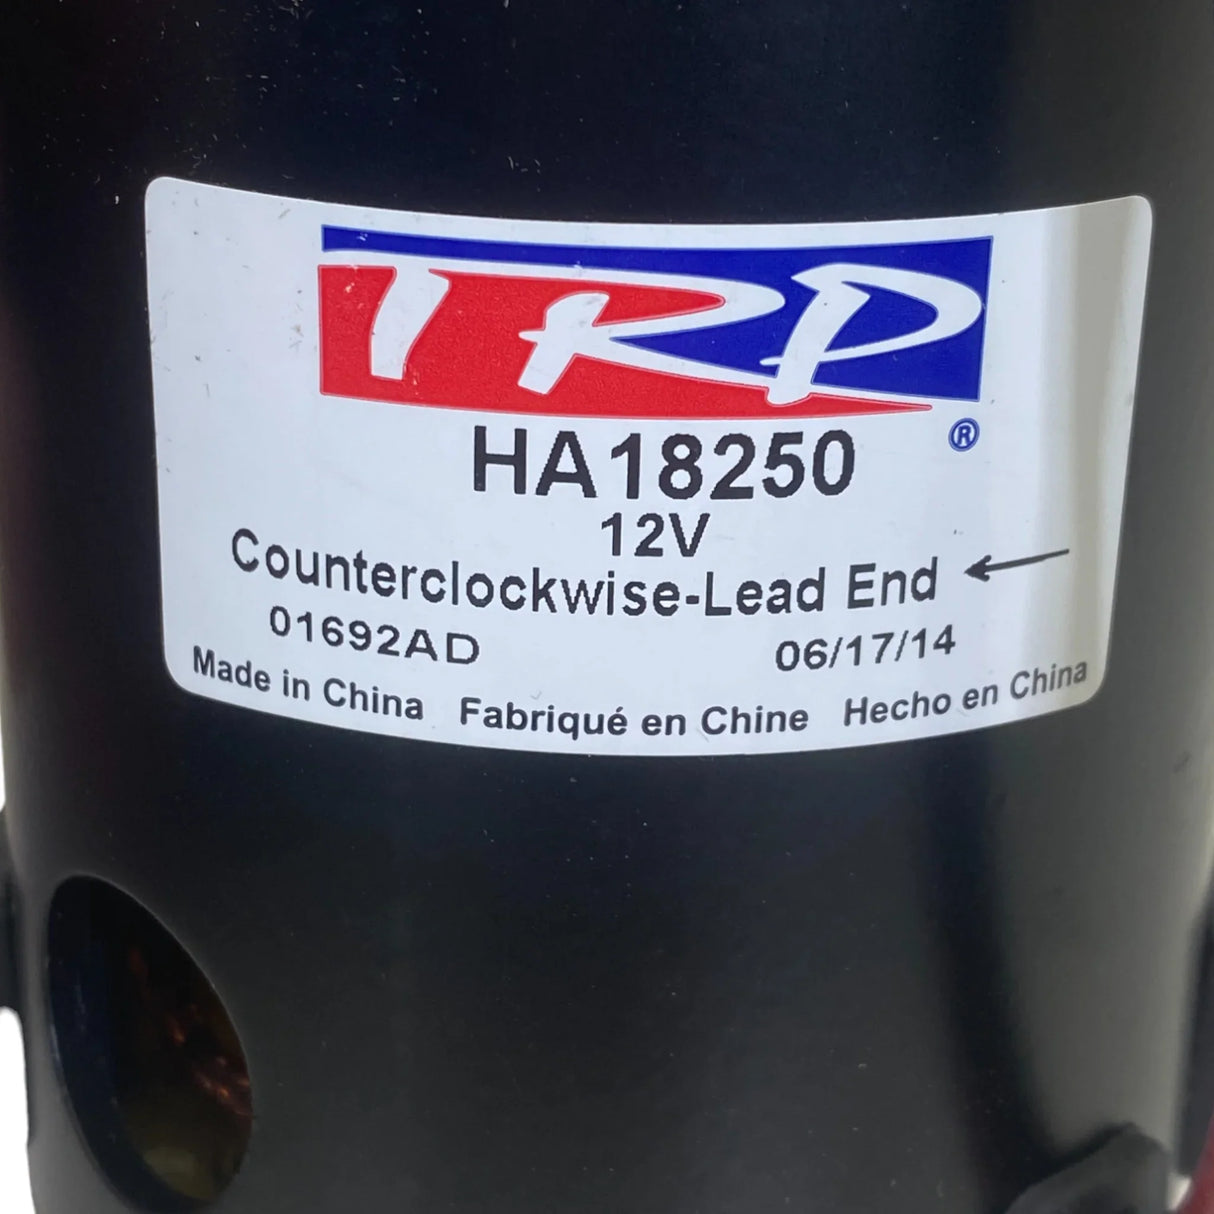 TRP®
HA18250
12V
Counterclockwise-Lead End ←
01692AD 06/17/14
Made in China Fabriqué en Chine Hecho en China